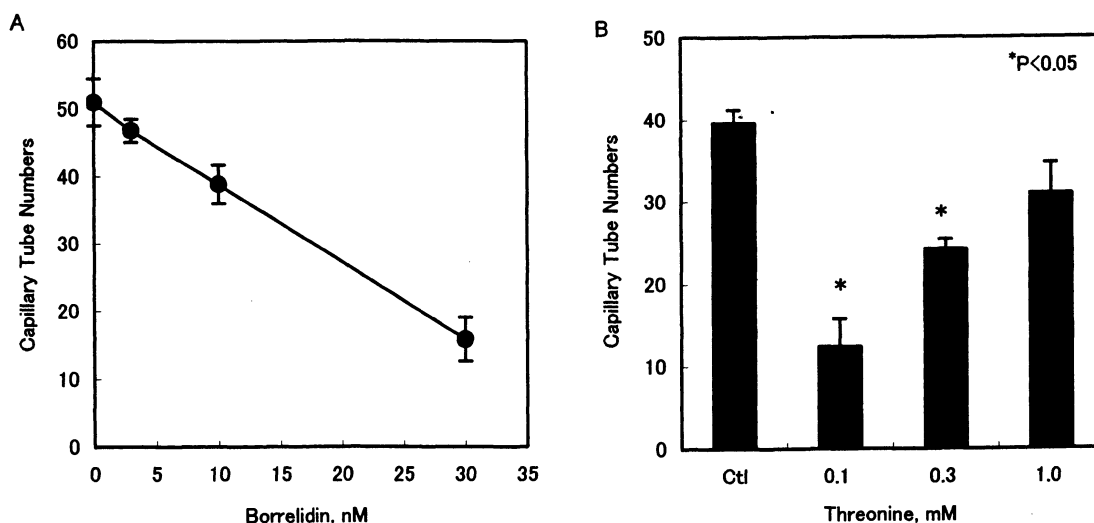 A
60
50
40
30
20
10
0
Capillary Tube Numbers
0 5 10 15 20 25 30 35
Borrelidin, nM
B
*P<0.05
50
40
30
20
10
0
Capillary Tube Numbers
*
*
Ctl 0.1 0.3 1.0
Threonine, mM